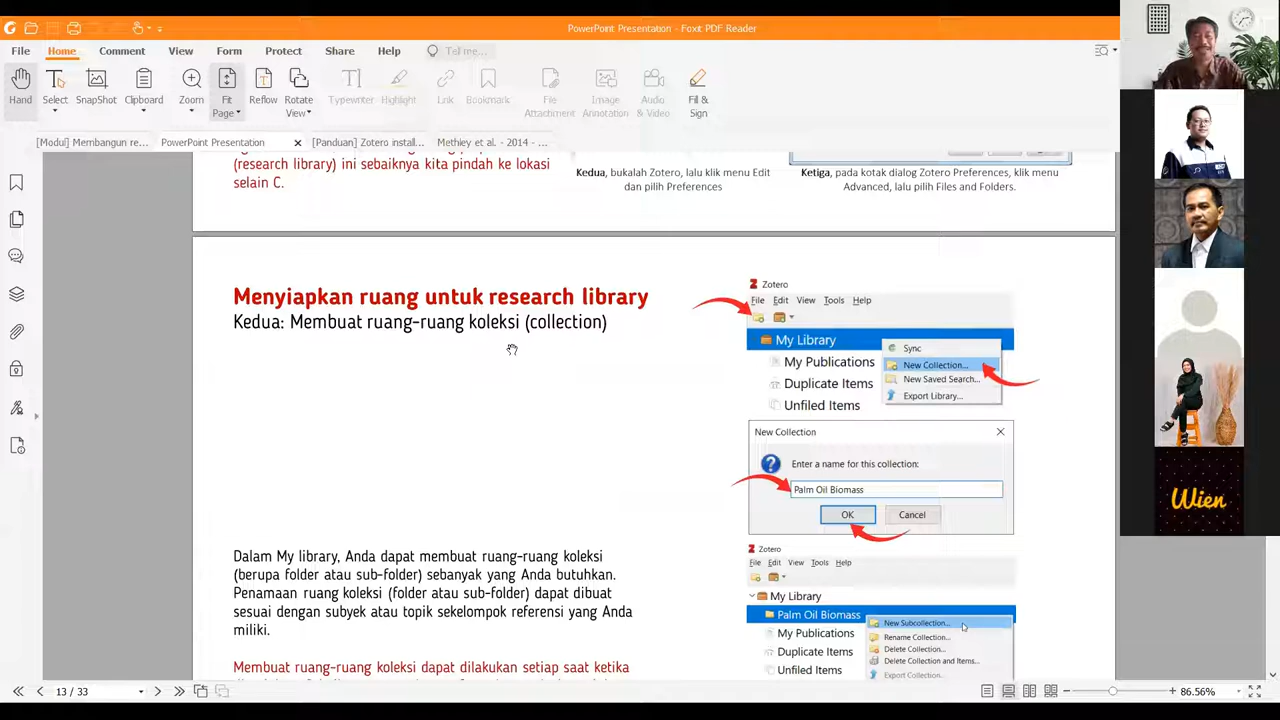 PowerPoint Presentation - Foxit PDF Reader
File Home Comment View Form Protect Share Help Tell me...
Hand Select SnapShot Clipboard Zoom Fit Page Reflow Rotate View Typewriter Highlight Link Bookmark File Attachment Image Annotation Audio & Video Fill & Sign
[Modul] Membangun re... PowerPoint Presentation [Panduan] Zotero install... Methley et al. - 2014 - ...
(research library) ini sebaiknya kita pindah ke lokasi
selain C.
Kedua, bukalah Zotero, lalu klik menu Edit
dan pilih Preferences
Ketiga, pada kotak dialog Zotero Preferences, klik menu
Advanced, lalu pilih Files and Folders.
Menyiapkan ruang untuk research library
Kedua: Membuat ruang-ruang koleksi (collection)
Dalam My library, Anda dapat membuat ruang-ruang koleksi
(berupa folder atau sub-folder) sebanyak yang Anda butuhkan.
Penamaan ruang koleksi (folder atau sub-folder) dapat dibuat
sesuai dengan subyek atau topik sekelompok referensi yang Anda
miliki.
Membuat ruang-ruang koleksi dapat dilakukan setiap saat ketika
Zotero
File Edit View Tools Help
My Library
My Publications
Duplicate Items
Unfiled Items
Sync
New Collection...
New Saved Search...
Export Library...
New Collection
Enter a name for this collection:
Palm Oil Biomass
OK Cancel
Zotero
File Edit View Tools Help
My Library
Palm Oil Biomass
My Publications
Duplicate Items
Unfiled Items
New Subcollection...
Rename Collection...
Delete Collection...
Delete Collection and Items...
Export Collection...
Wien
13 / 33
86.56%